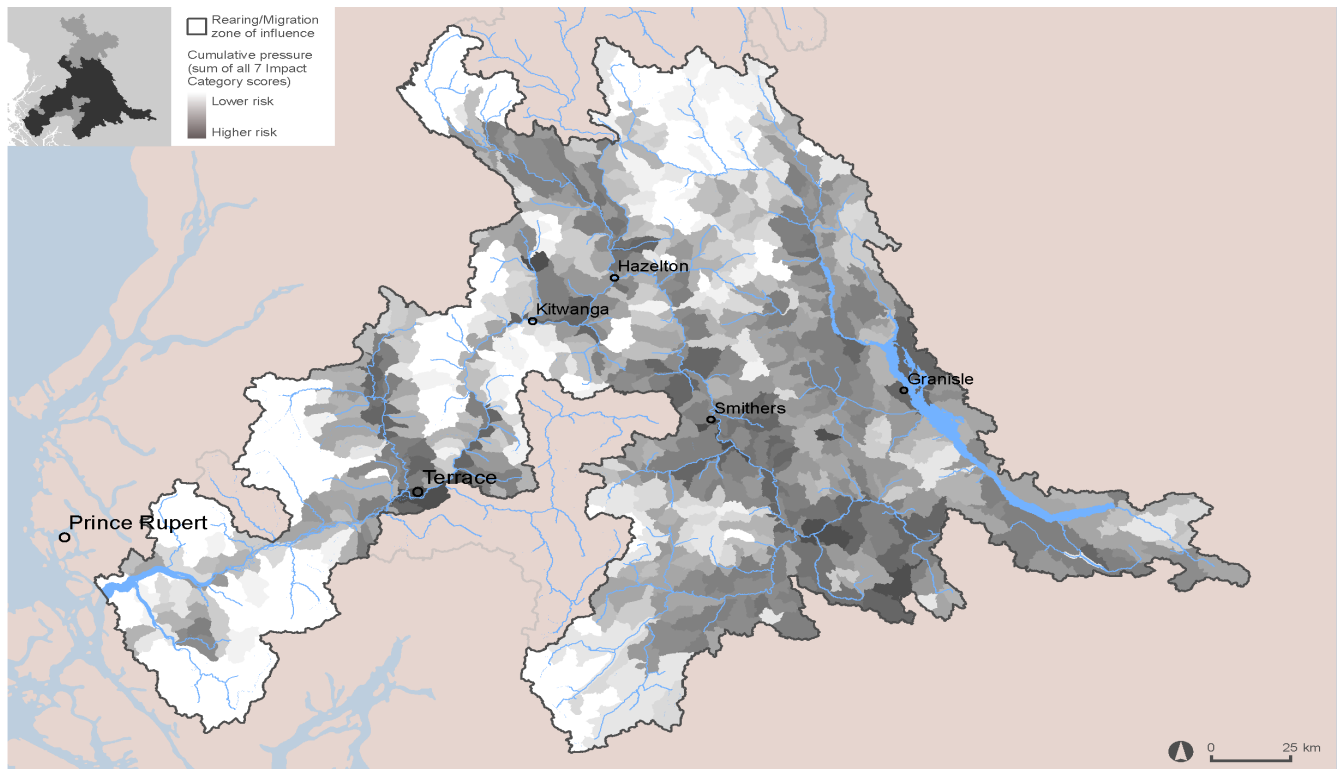 Rearing/Migration
zone of influence
Cumulative pressure
(sum of all 7 Impact
Category scores)
Lower risk
Higher risk
Hazelton
Kitwanga
Granisle
Smithers
Terrace
Prince Rupert
0 25 km